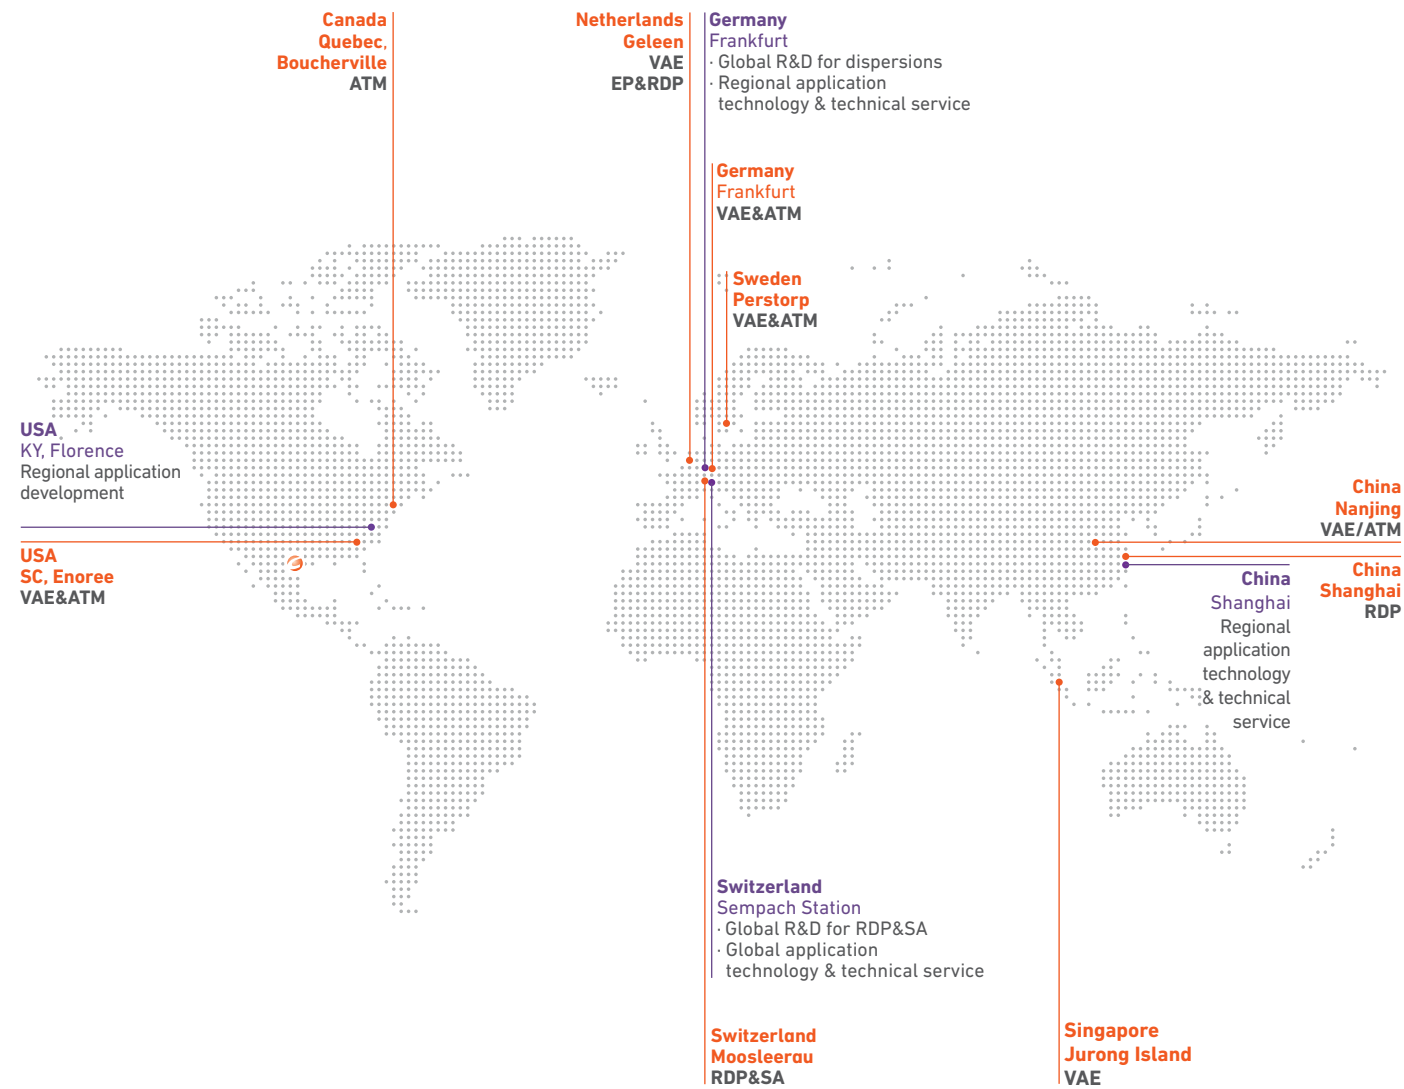 Canada
Quebec,
Boucherville
ATM
Netherlands
Geleen
VAE
EP&RDP
Germany
Frankfurt
· Global R&D for dispersions
· Regional application
technology & technical service
Germany
Frankfurt
VAE&ATM
Sweden
Perstorp
VAE&ATM
USA
KY, Florence
Regional application
development
USA
SC, Enoree
VAE&ATM
China
Nanjing
VAE/ATM
China
Shanghai
RDP
China
Shanghai
Regional
application
technology
& technical
service
Switzerland
Sempach Station
· Global R&D for RDP&SA
· Global application
technology & technical service
Switzerland
Moosleerau
RDP&SA
Singapore
Jurong Island
VAE